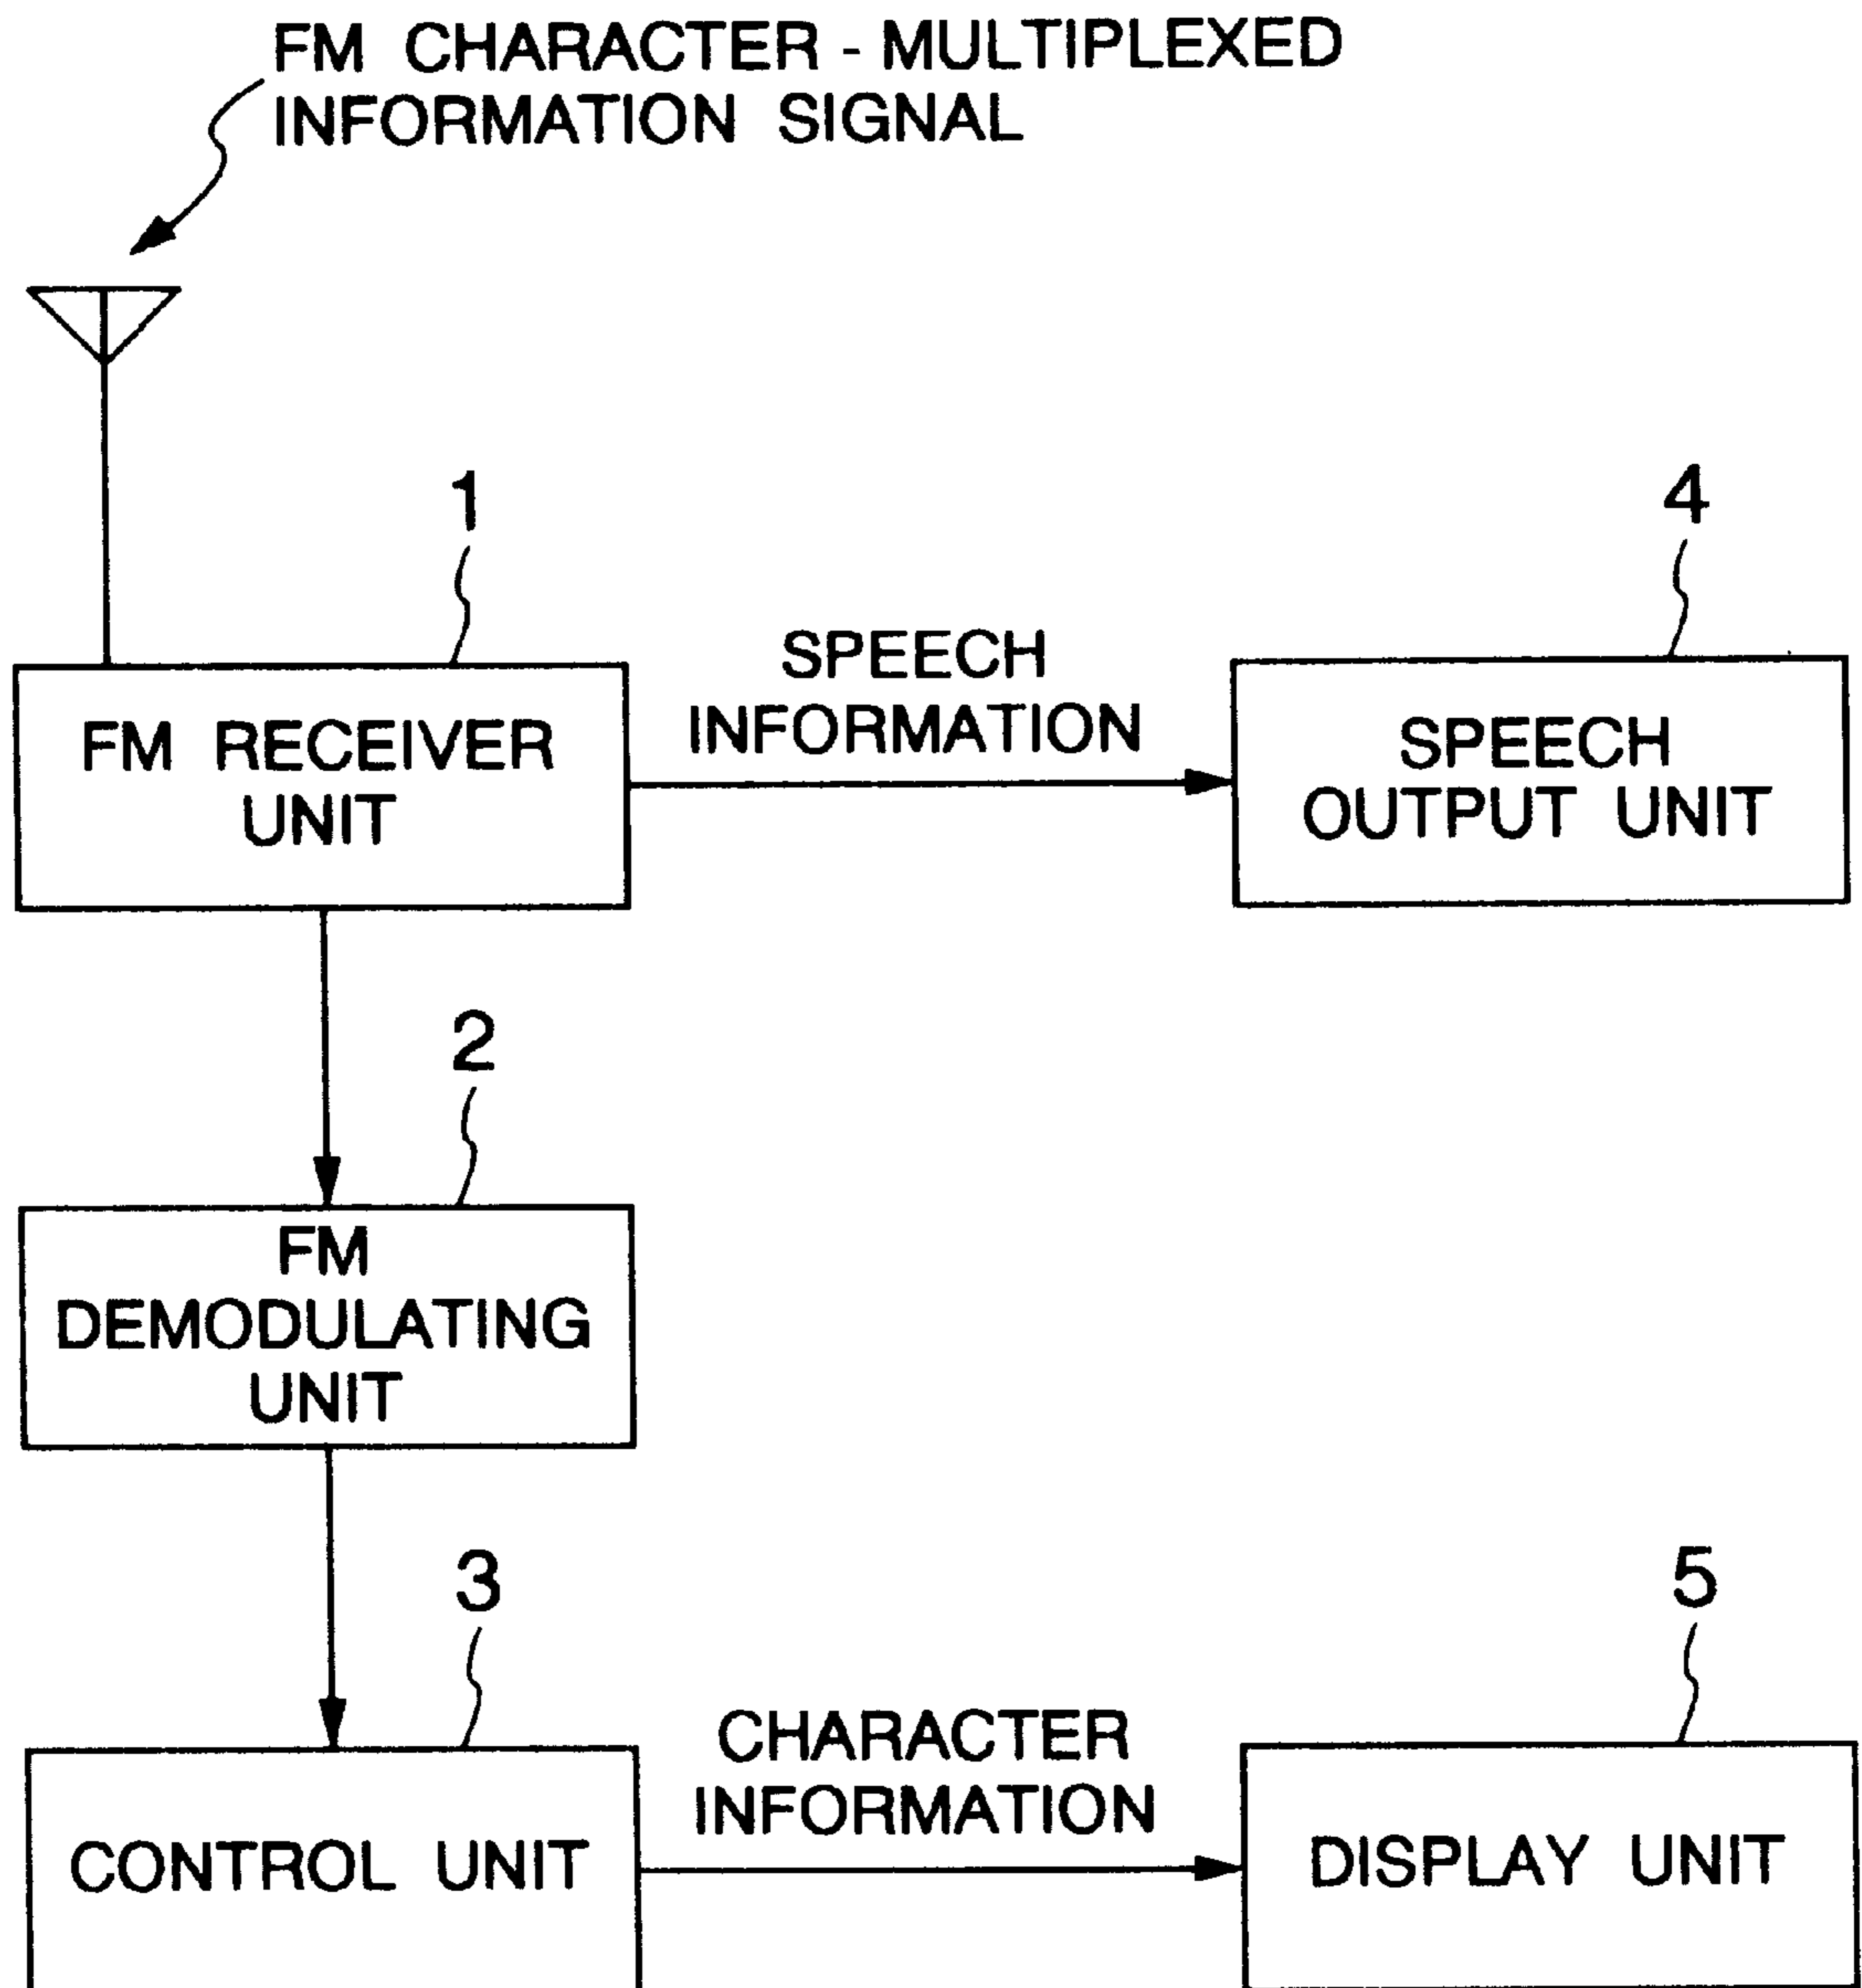 FM CHARACTER - MULTIPLEXED
INFORMATION SIGNAL
1
4
SPEECH
INFORMATION
FM RECEIVER
UNIT
SPEECH
OUTPUT UNIT
2
FM
DEMODULATING
UNIT
3
5
CHARACTER
INFORMATION
CONTROL UNIT
DISPLAY UNIT